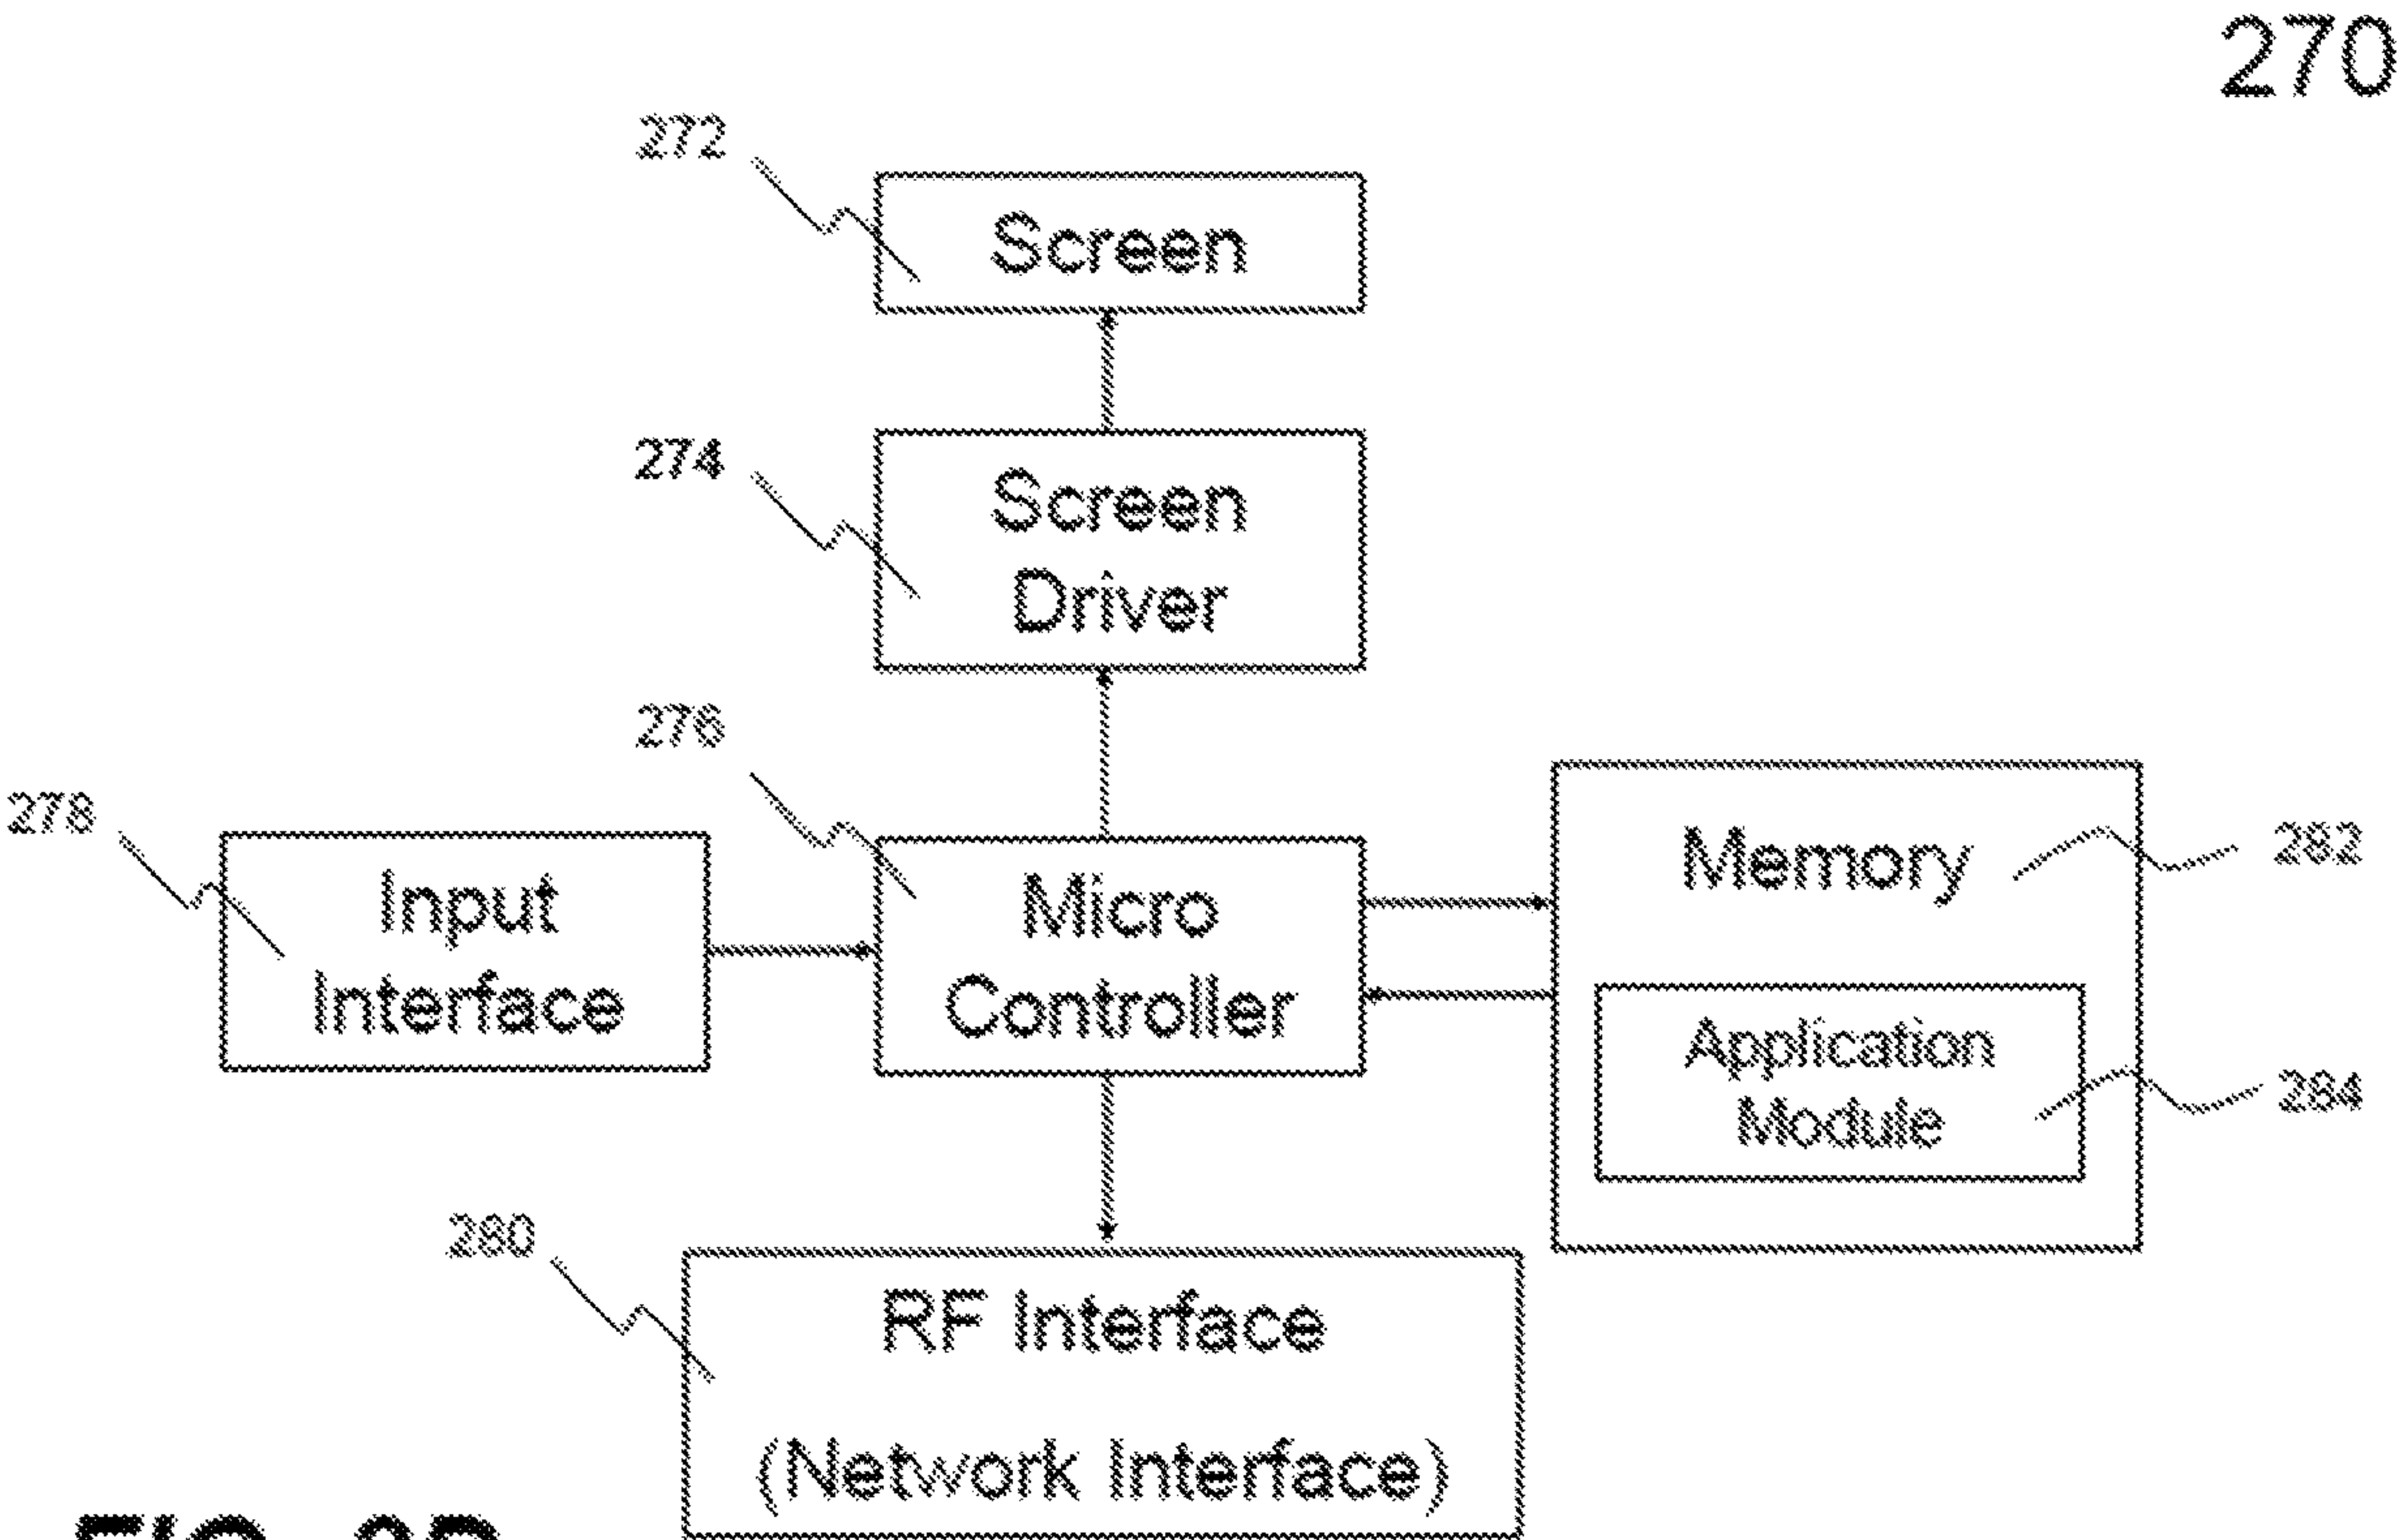 270
272
Screen
274
Screen
Driver
276
278
Input
Interface
Micro
Controller
Memory
282
Application
Module
284
280
RF Interface
(Network Interface)